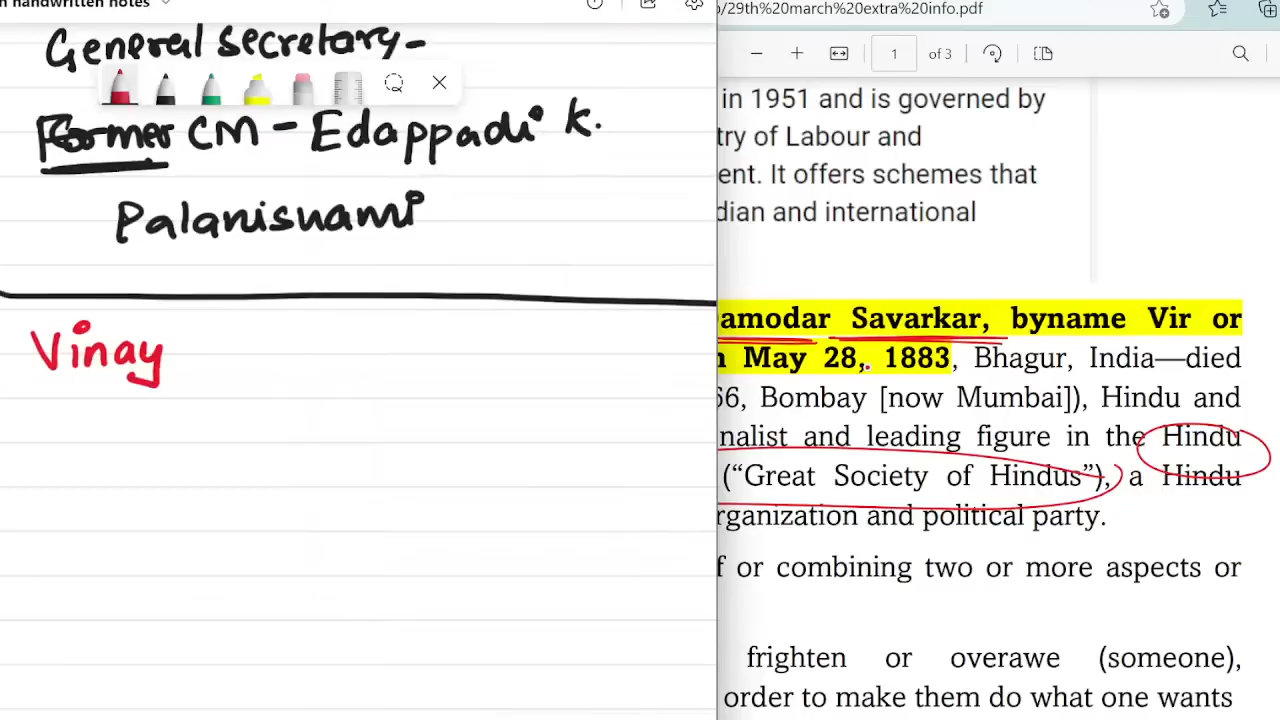 n handwritten notes
General secretary-
Former CM - Edappadi k.
Palaniswami
Vinay
o/29th%20march%20extra%20info.pdf
1 of 3
in 1951 and is governed by
try of Labour and
ent. It offers schemes that
dian and international
amodar Savarkar, byname Vir or
n May 28, 1883, Bhagur, India—died
66, Bombay [now Mumbai]), Hindu and
nalist and leading figure in the Hindu
(“Great Society of Hindus”), a Hindu
rganization and political party.
f or combining two or more aspects or
frighten or overawe (someone),
order to make them do what one wants